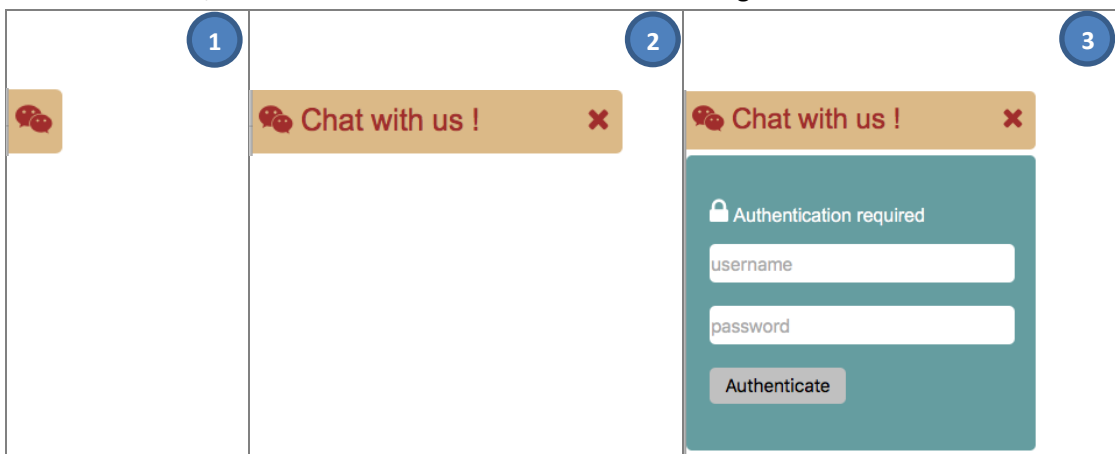 1
2
3
Chat with us !
Chat with us !
Authentication required
username
password
Authenticate